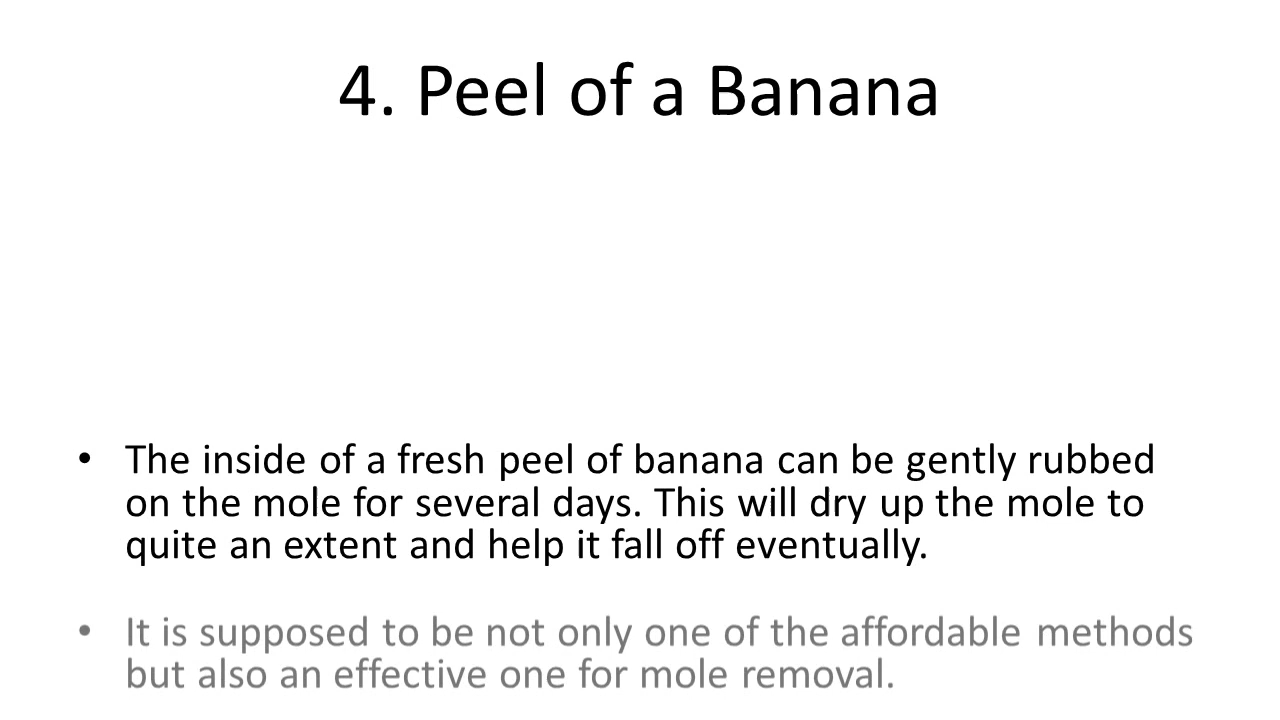 4. Peel of a Banana
• The inside of a fresh peel of banana can be gently rubbed
on the mole for several days. This will dry up the mole to
quite an extent and help it fall off eventually.
• It is supposed to be not only one of the affordable methods
but also an effective one for mole removal.